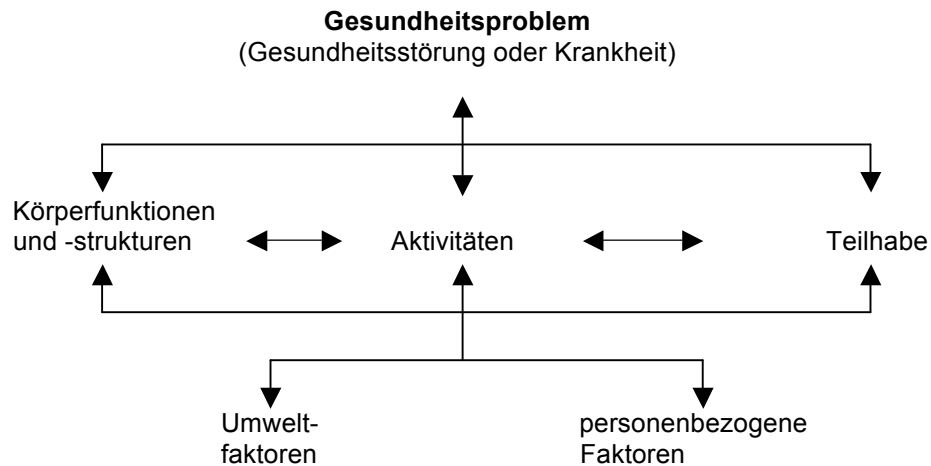 Gesundheitsproblem
(Gesundheitsstörung oder Krankheit)
Körperfunktionen
und -strukturen
Aktivitäten
Teilhabe
Umwelt-
faktoren
personenbezogene
Faktoren